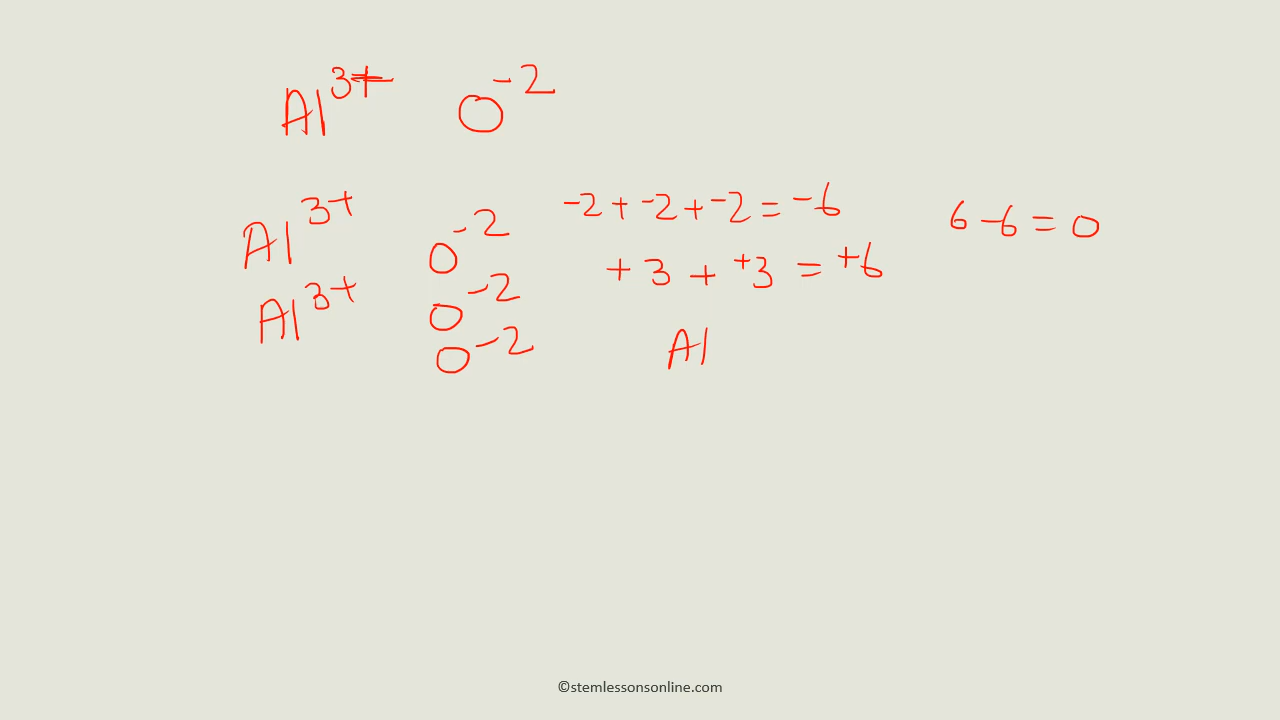 Al³⁺ O⁻²
Al³⁺ O⁻² -2 + -2 + -2 = -6 6 - 6 = 0
Al³⁺ O⁻² + 3 + +3 = +6
O⁻² Al
©stemlessonsonline.com